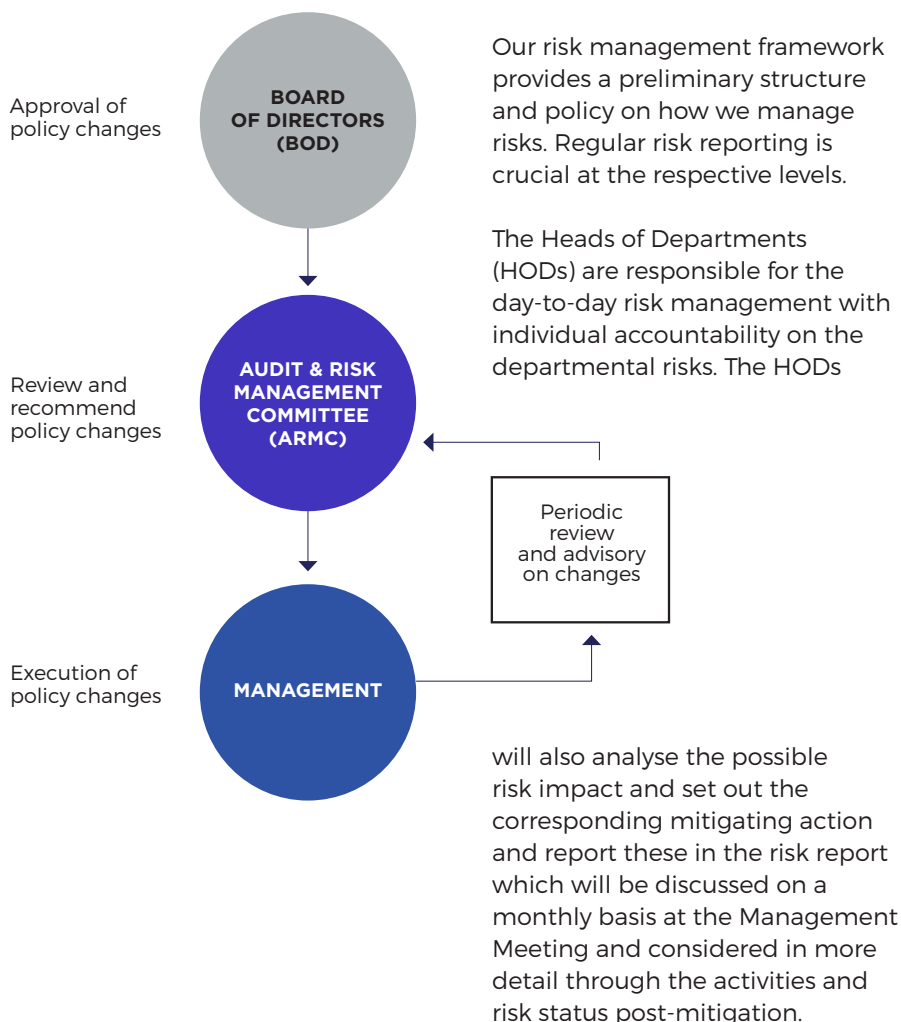 Approval of
policy changes
BOARD
OF DIRECTORS
(BOD)
Review and
recommend
policy changes
AUDIT & RISK
MANAGEMENT
COMMITTEE
(ARMC)
Execution of
policy changes
MANAGEMENT
Our risk management framework
provides a preliminary structure
and policy on how we manage
risks. Regular risk reporting is
crucial at the respective levels.
The Heads of Departments
(HODs) are responsible for the
day-to-day risk management with
individual accountability on the
departmental risks. The HODs
Periodic
review
and advisory
on changes
will also analyse the possible
risk impact and set out the
corresponding mitigating action
and report these in the risk report
which will be discussed on a
monthly basis at the Management
Meeting and considered in more
detail through the activities and
risk status post-mitigation.